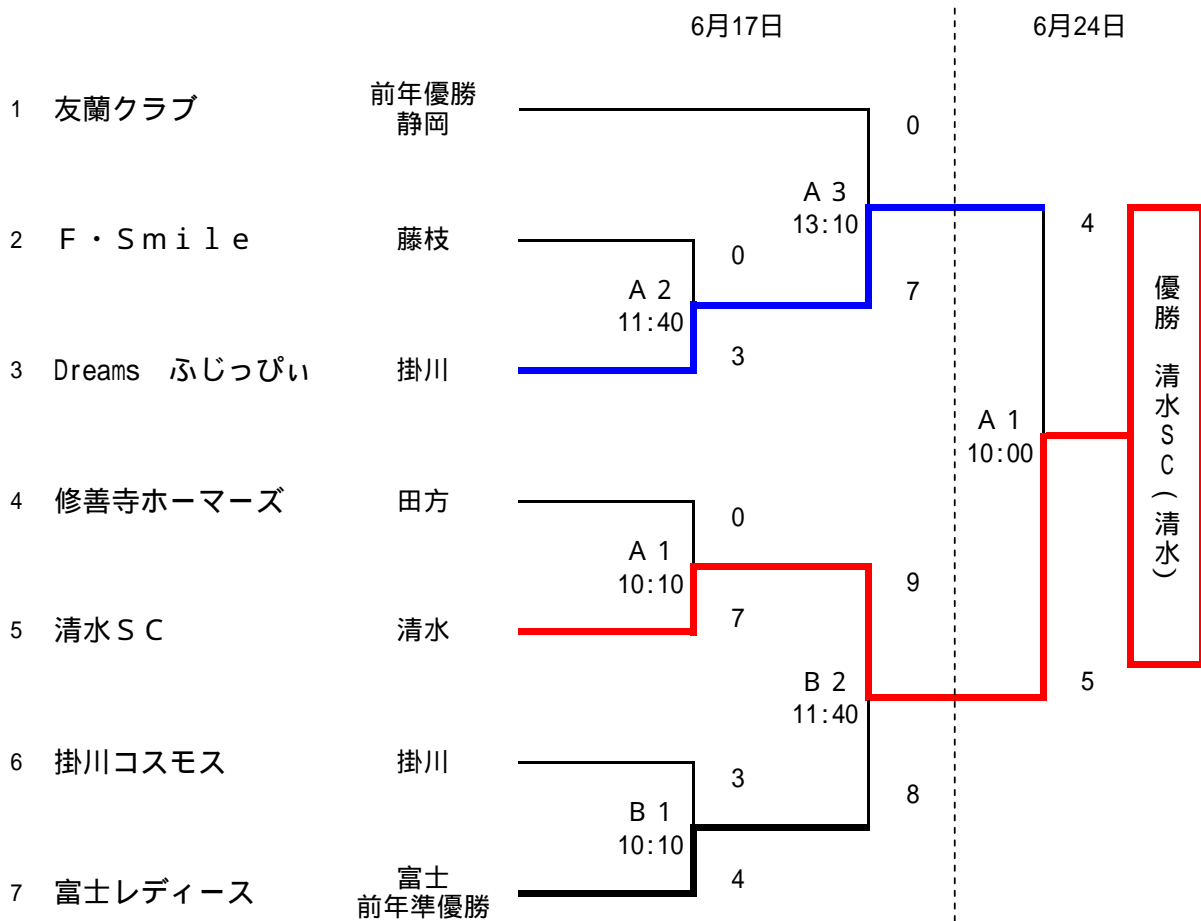 6月17日 6月24日
1 友蘭クラブ 前年優勝
静岡
0
A 3
13:10
4
2 Ｆ・Ｓｍｉｌｅ 藤枝
0
7
A 2
11:40
3 Dreams　ふじっぴぃ 掛川
3
A 1
10:00
優勝　清水SC(清水)
4 修善寺ホーマーズ 田方
0
A 1
10:10
9
7
5 清水ＳＣ 清水
B 2
11:40
5
6 掛川コスモス 掛川
3
8
B 1
10:10
7 富士レディース 富士
前年準優勝
4